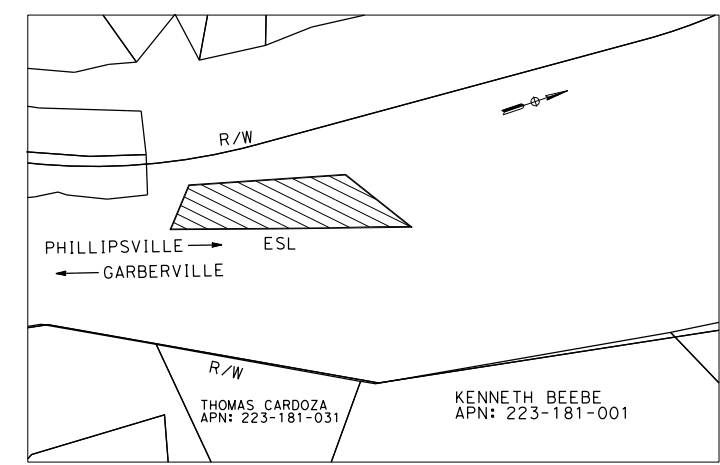 R/W
PHILLIPSVILLE
ESL
GARBERVILLE
R/W
THOMAS CARDOZA
APN: 223-181-031
KENNETH BEEBE
APN: 223-181-001